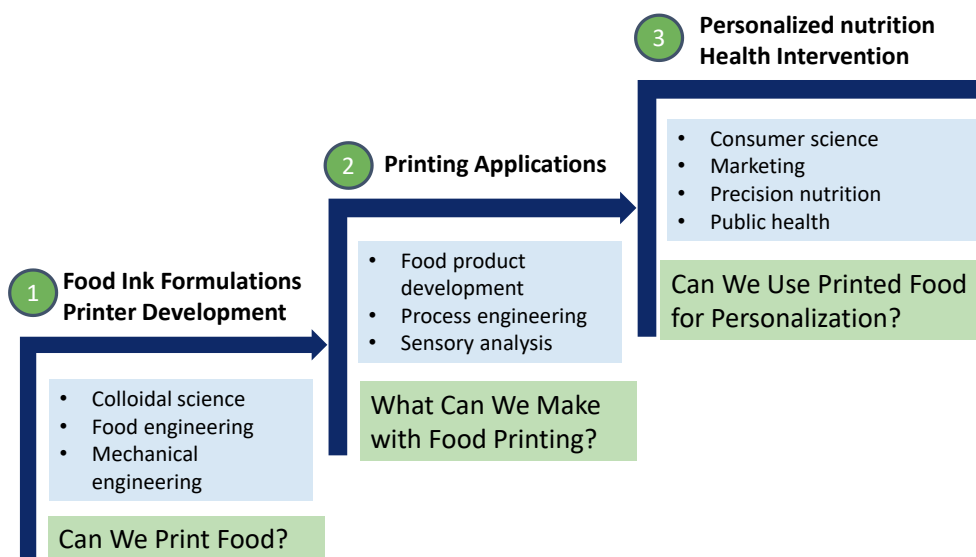 3
Personalized nutrition
Health Intervention
• Consumer science
• Marketing
• Precision nutrition
• Public health
Can We Use Printed Food
for Personalization?
2
Printing Applications
• Food product
development
• Process engineering
• Sensory analysis
What Can We Make
with Food Printing?
1
Food Ink Formulations
Printer Development
• Colloidal science
• Food engineering
• Mechanical
engineering
Can We Print Food?